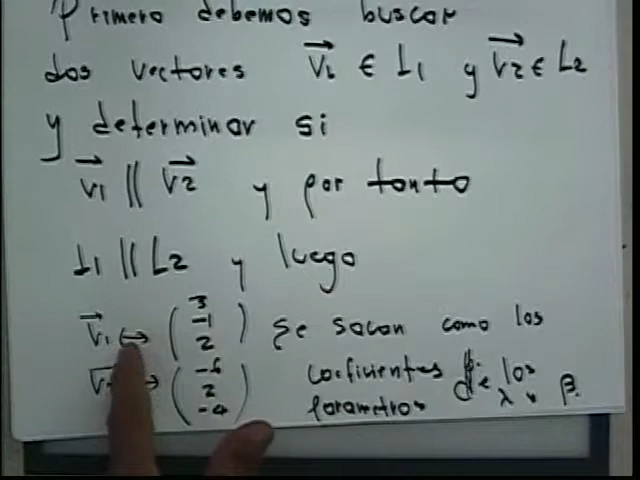 Primero debemos buscar
dos vectores V1 ∈ L1 y V2 ∈ L2
y determinar si
V1 || V2 y por tanto
L1 || L2 y luego
V1 ↔ (3 -1 2) se sacan como los
(-6 2 -4) coeficientes de los
parametros λ y β.